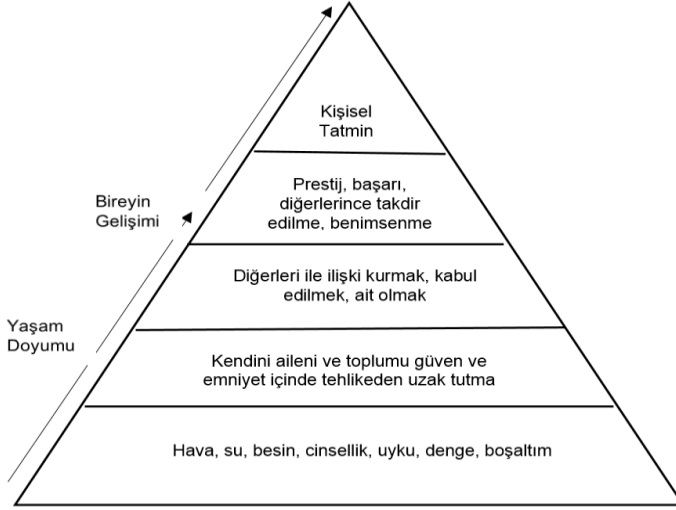 Kişisel
Tatmin
Prestij, başarı,
diğerlerince takdir
edilme, benimsenme
Bireyin
Gelişimi
Diğerleri ile ilişki kurmak, kabul
edilmek, ait olmak
Yaşam
Doyumu
Kendini aileni ve toplumu güven ve
emniyet içinde tehlikeden uzak tutma
Hava, su, besin, cinsellik, uyku, denge, boşaltım